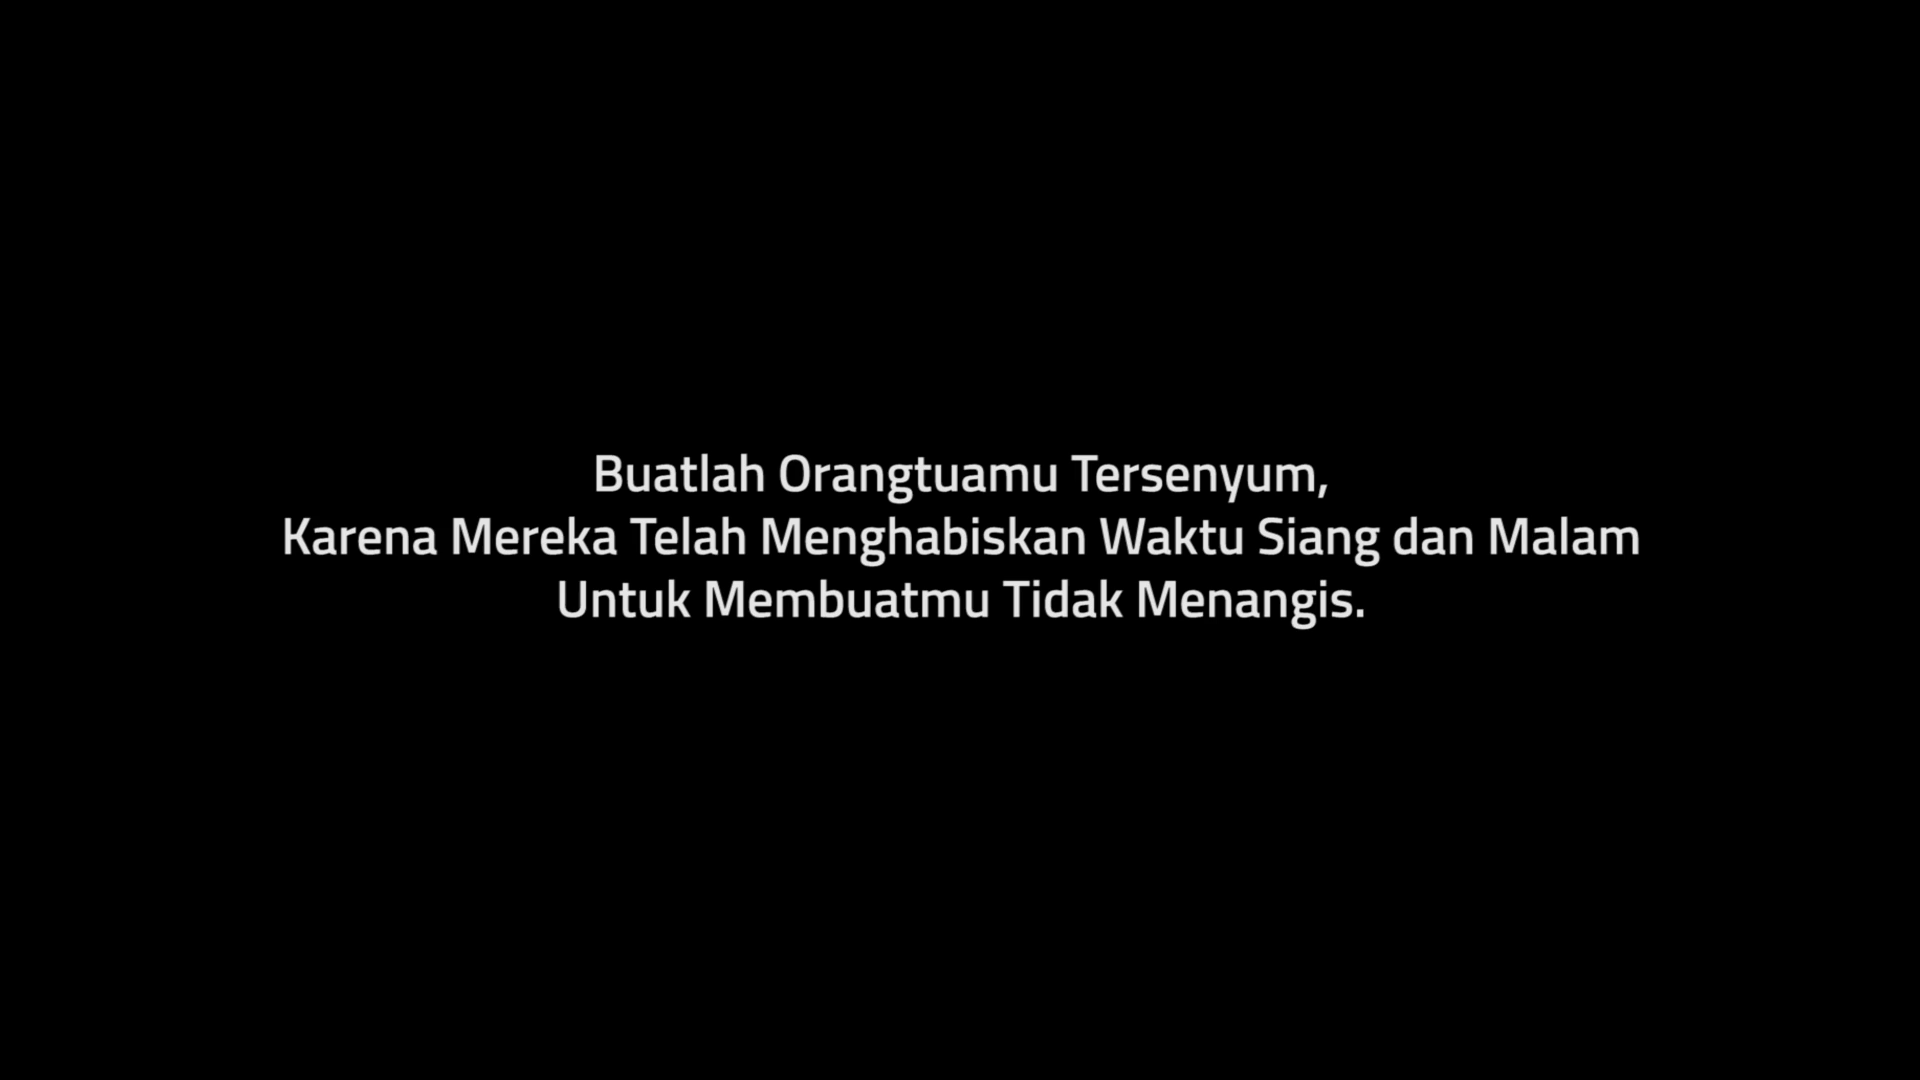 Buatlah Orangtuamu Tersenyum,
Karena Mereka Telah Menghabiskan Waktu Siang dan Malam
Untuk Membuatmu Tidak Menangis.